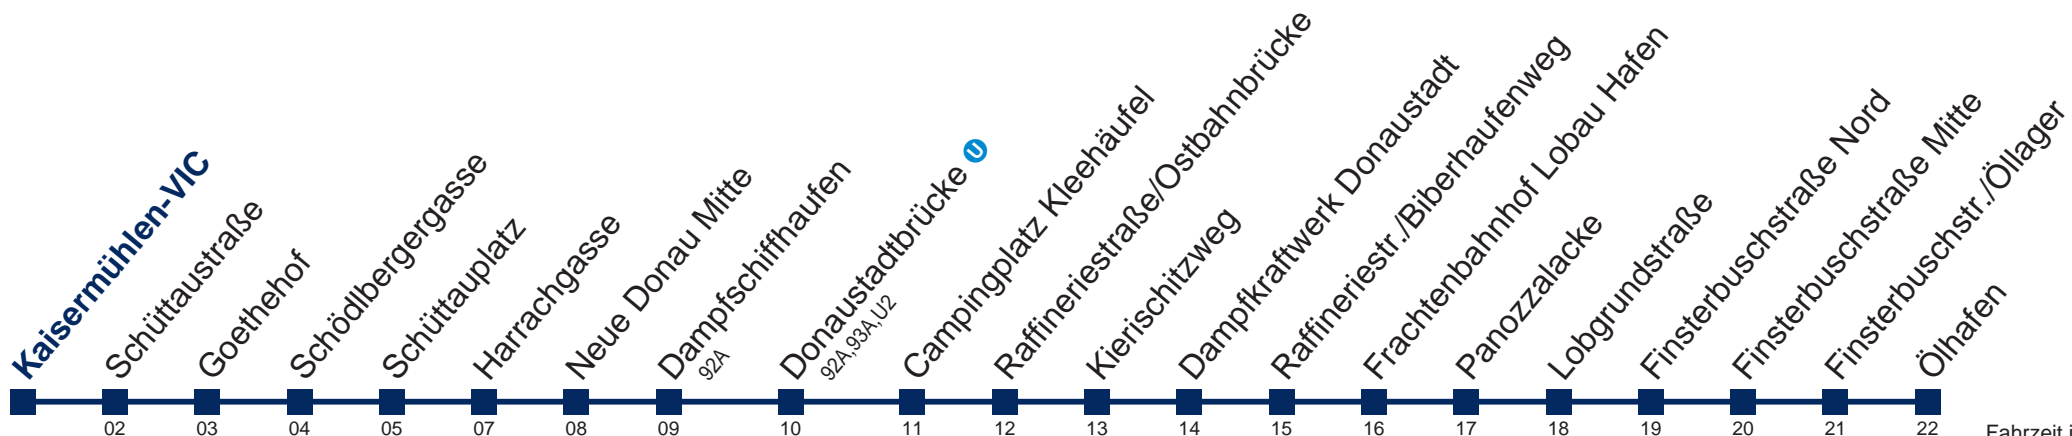 Kaisermühlen-VIC
Schüttaustraße
Goethehof
Schödlbergergasse
Schüttauplatz
Harrachgasse
Neue Donau Mitte
Dampfschiffhaufen
92A
Donaustadtbrücke U
92A,93A,U2
Campingplatz Kleehäufel
Raffineriestraße/Ostbahnbrücke
Kierischitzweg
Dampfkraftwerk Donaustadt
Raffineriestr./Biberhaufenweg
Frachtenbahnhof Lobau Hafen
Panozzalacke
Lobgrundstraße
Finsterbuschstraße Nord
Finsterbuschstraße Mitte
Finsterbuschstr./Öllager
Ölhafen
02 03 04 05 07 08 09 10 11 12 13 14 15 16 17 18 19 20 21 22
Fahrzeit